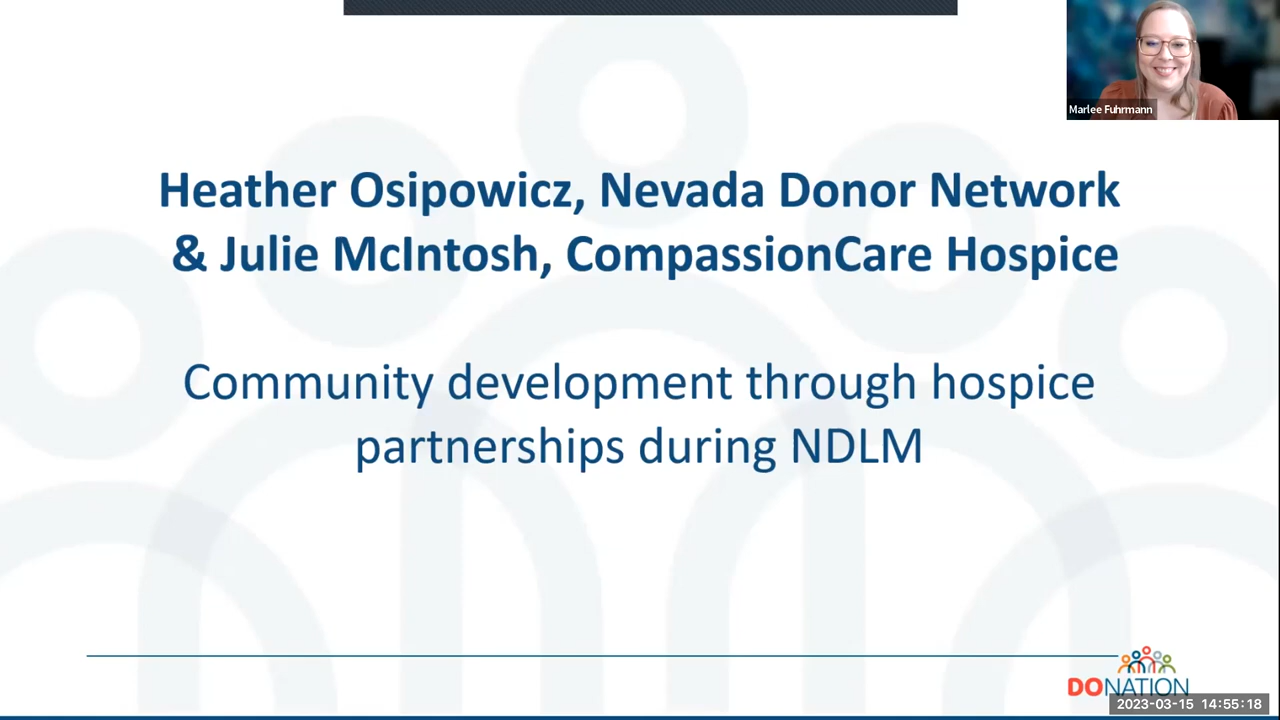 Marlee Fuhrmann
Heather Osipowicz, Nevada Donor Network
& Julie McIntosh, CompassionCare Hospice
Community development through hospice
partnerships during NDLM
DONATION
2023-03-15 14:55:18